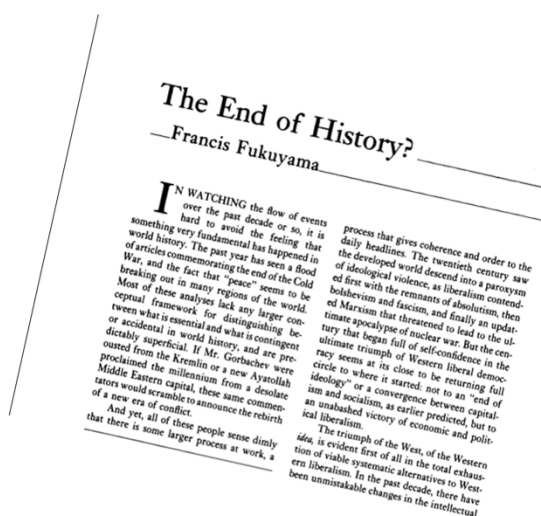 The End of History?
Francis Fukuyama
IN WATCHING the flow of events
over the past decade or so, it is
hard to avoid the feeling that
something very fundamental has happened in
world history. The past year has seen a flood
of articles commemorating the end of the Cold
War, and the fact that "peace" seems to be
breaking out in many regions of the world.
Most of these analyses lack any larger con-
ceptual framework for distinguishing be-
tween what is essential and what is contingent
or accidental in world history, and are pre-
dictably superficial. If Mr. Gorbachev were
ousted from the Kremlin or a new Ayatollah
proclaimed the millennium from a desolate
Middle Eastern capital, these same commen-
tators would scramble to announce the rebirth
of a new era of conflict.
And yet, all of these people sense dimly
that there is some larger process at work, a
process that gives coherence and order to the
daily headlines. The twentieth century saw
the developed world descend into a paroxysm
of ideological violence, as liberalism contend-
ed first with the remnants of absolutism, then
bolshevism and fascism, and finally an updat-
ed Marxism that threatened to lead to the ul-
timate apocalypse of nuclear war. But the cen-
tury that began full of self-confidence in the
ultimate triumph of Western liberal democ-
racy seems at its close to be returning full
circle to where it started: not to an "end of
ideology" or a convergence between capital-
ism and socialism, as earlier predicted, but to
an unabashed victory of economic and polit-
ical liberalism.
The triumph of the West, of the Western
idea, is evident first of all in the total exhaus-
tion of viable systematic alternatives to West-
ern liberalism. In the past decade, there have
been unmistakable changes in the intellectual